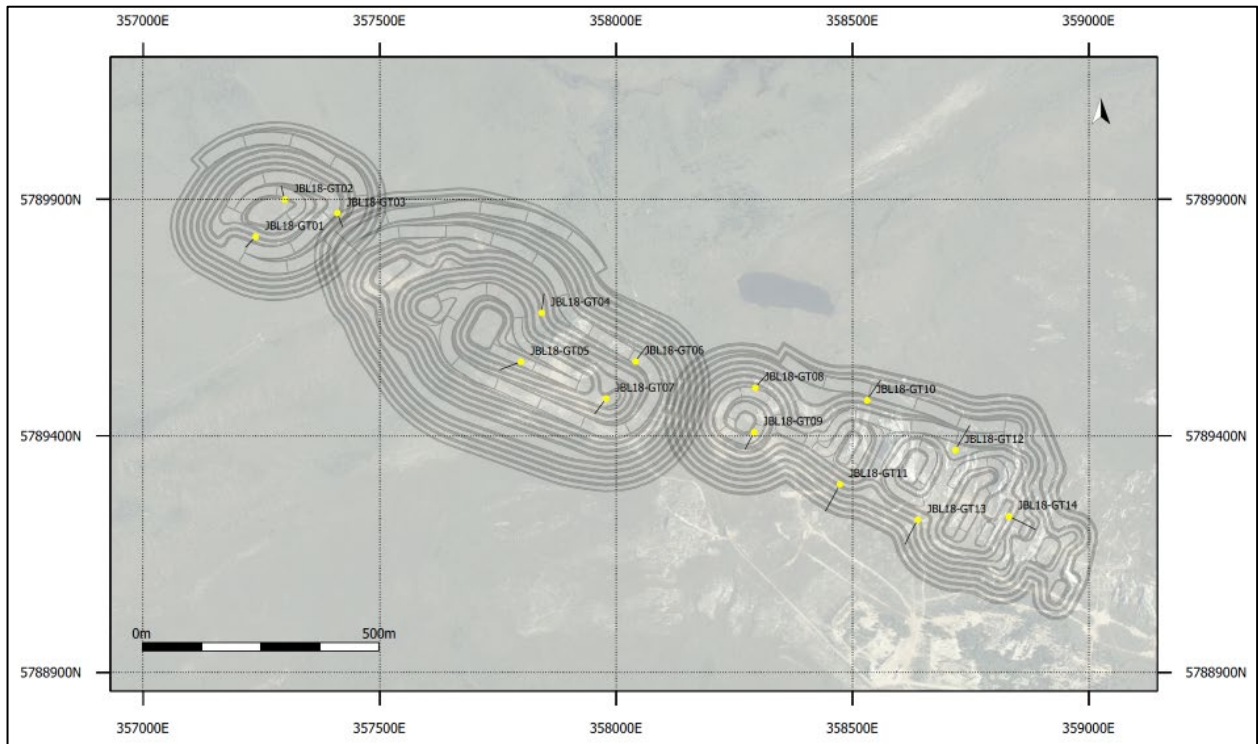 357000E 357500E 358000E 358500E 359000E
JBL18-GT02
5789900N 5789900N
JBL18-GT03
JBL18-GT01
JBL18-GT04
JBL18-GT05
JBL18-GT06
JBL18-GT08
JBL18-GT10
JBL18-GT07
JBL18-GT09
5789400N 5789400N
JBL18-GT12
JBL18-GT11
JBL18-GT14
JBL18-GT13
0m 500m
5788900N 5788900N
357000E 357500E 358000E 358500E 359000E